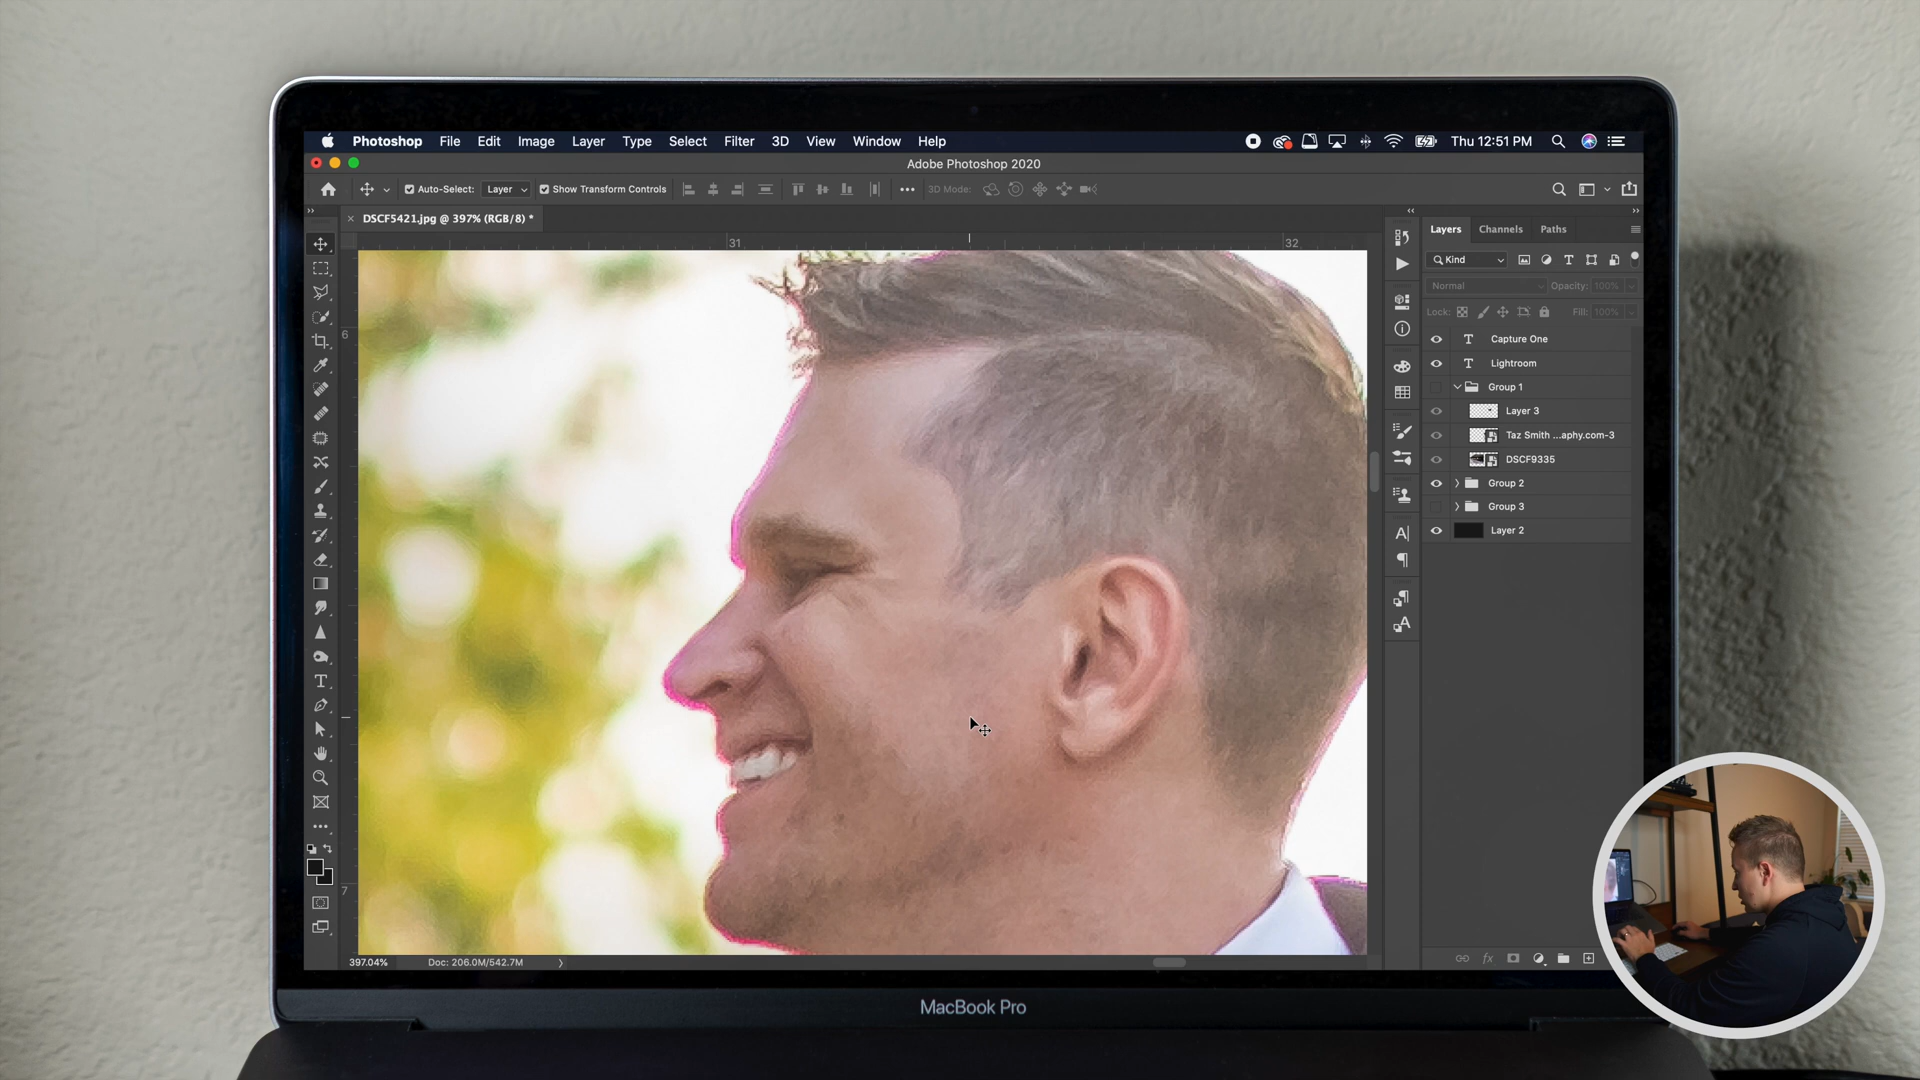 Photoshop File Edit Image Layer Type Select Filter 3D View Window Help Thu 12:51 PM
Adobe Photoshop 2020
Auto-Select: Layer Show Transform Controls 3D Mode:
× DSCF5421.jpg @ 397% (RGB/8) *
31 32
6
7
Layers Channels Paths
Kind
Normal Opacity: 100%
Lock: Fill: 100%
T Capture One
T Lightroom
Group 1
Layer 3
Taz Smith ...aphy.com-3
DSCF9335
Group 2
Group 3
Layer 2
fx
397.04% Doc: 206.0M/542.7M
MacBook Pro